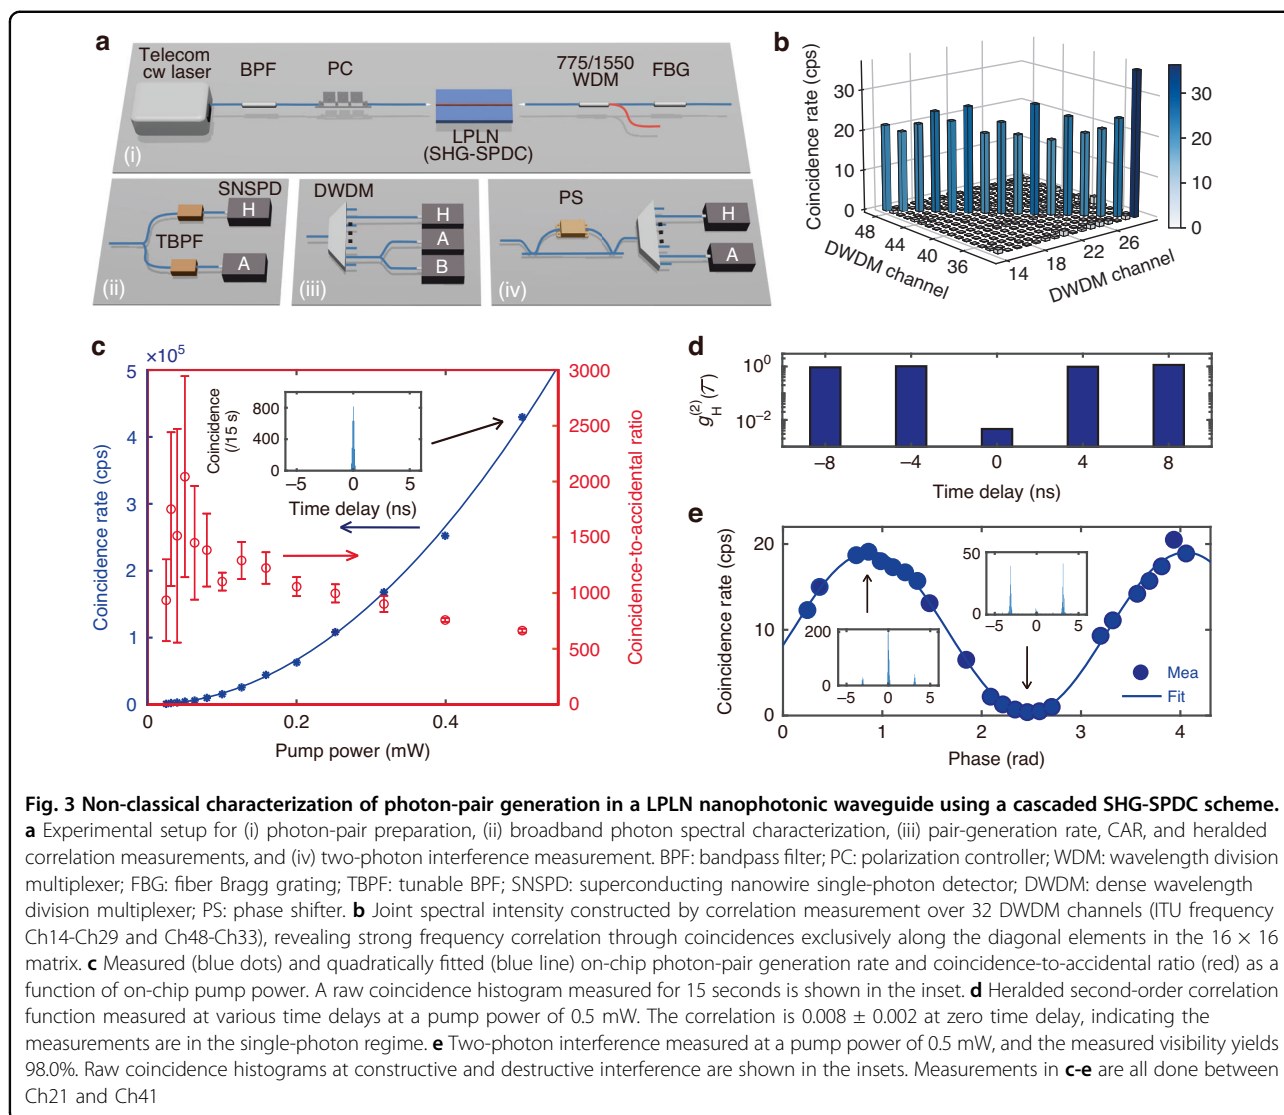 a
Telecom
cw laser
BPF
PC
775/1550
WDM
FBG
LPLN
(SHG-SPDC)
(i)
SNSPD
H
TBPF
A
(ii)
DWDM
H
A
B
(iii)
PS
H
A
(iv)
b
Coincidence rate (cps)
30
20
10
0
48
44
40
36
DWDM channel
14
18
22
26
DWDM channel
30
20
10
0
c
×10⁵
Coincidence rate (cps)
5
4
3
2
1
0
0
0.2
0.4
Pump power (mW)
3000
2500
2000
1500
1000
500
0
Coincidence-to-accidental ratio
Coincidence
(/15 s)
800
400
0
−5
0
5
Time delay (ns)
d
g_H^(2)(τ)
10⁰
10⁻²
−8
−4
0
4
8
Time delay (ns)
e
Coincidence rate (cps)
20
10
0
0
1
2
3
4
Phase (rad)
200
100
0
−5
0
5
50
0
−5
0
5
Mea
Fit
Fig. 3 Non-classical characterization of photon-pair generation in a LPLN nanophotonic waveguide using a cascaded SHG-SPDC scheme.
a Experimental setup for (i) photon-pair preparation, (ii) broadband photon spectral characterization, (iii) pair-generation rate, CAR, and heralded
correlation measurements, and (iv) two-photon interference measurement. BPF: bandpass filter; PC: polarization controller; WDM: wavelength division
multiplexer; FBG: fiber Bragg grating; TBPF: tunable BPF; SNSPD: superconducting nanowire single-photon detector; DWDM: dense wavelength
division multiplexer; PS: phase shifter. b Joint spectral intensity constructed by correlation measurement over 32 DWDM channels (ITU frequency
Ch14-Ch29 and Ch48-Ch33), revealing strong frequency correlation through coincidences exclusively along the diagonal elements in the 16 × 16
matrix. c Measured (blue dots) and quadratically fitted (blue line) on-chip photon-pair generation rate and coincidence-to-accidental ratio (red) as a
function of on-chip pump power. A raw coincidence histogram measured for 15 seconds is shown in the inset. d Heralded second-order correlation
function measured at various time delays at a pump power of 0.5 mW. The correlation is 0.008 ± 0.002 at zero time delay, indicating the
measurements are in the single-photon regime. e Two-photon interference measured at a pump power of 0.5 mW, and the measured visibility yields
98.0%. Raw coincidence histograms at constructive and destructive interference are shown in the insets. Measurements in c-e are all done between
Ch21 and Ch41